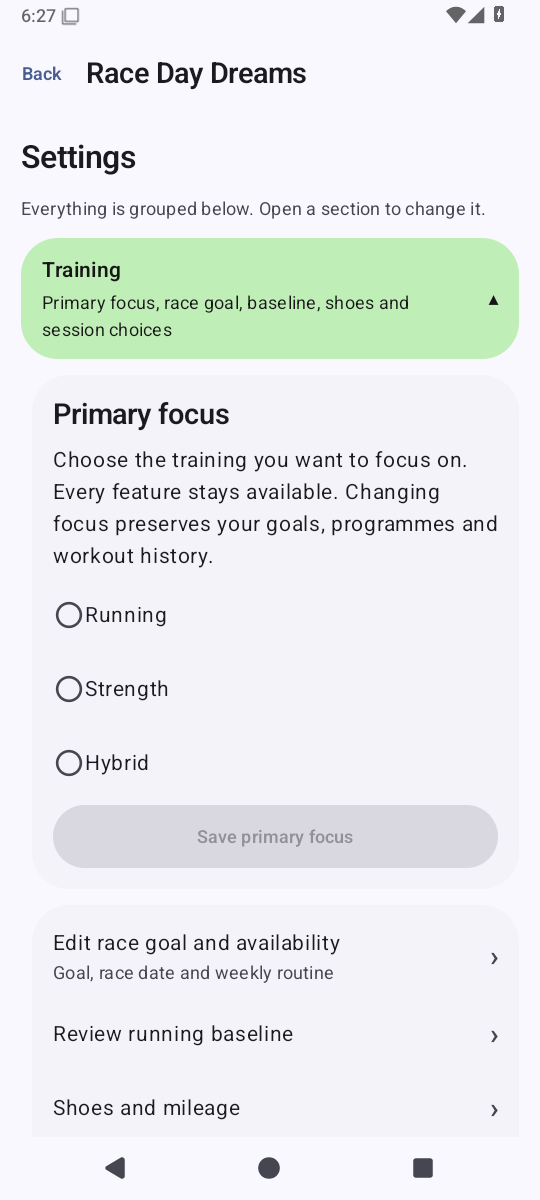 6:27
Back Race Day Dreams
Settings
Everything is grouped below. Open a section to change it.
Training
Primary focus, race goal, baseline, shoes and
session choices
Primary focus
Choose the training you want to focus on.
Every feature stays available. Changing
focus preserves your goals, programmes and
workout history.
Running
Strength
Hybrid
Save primary focus
Edit race goal and availability
Goal, race date and weekly routine
Review running baseline
Shoes and mileage